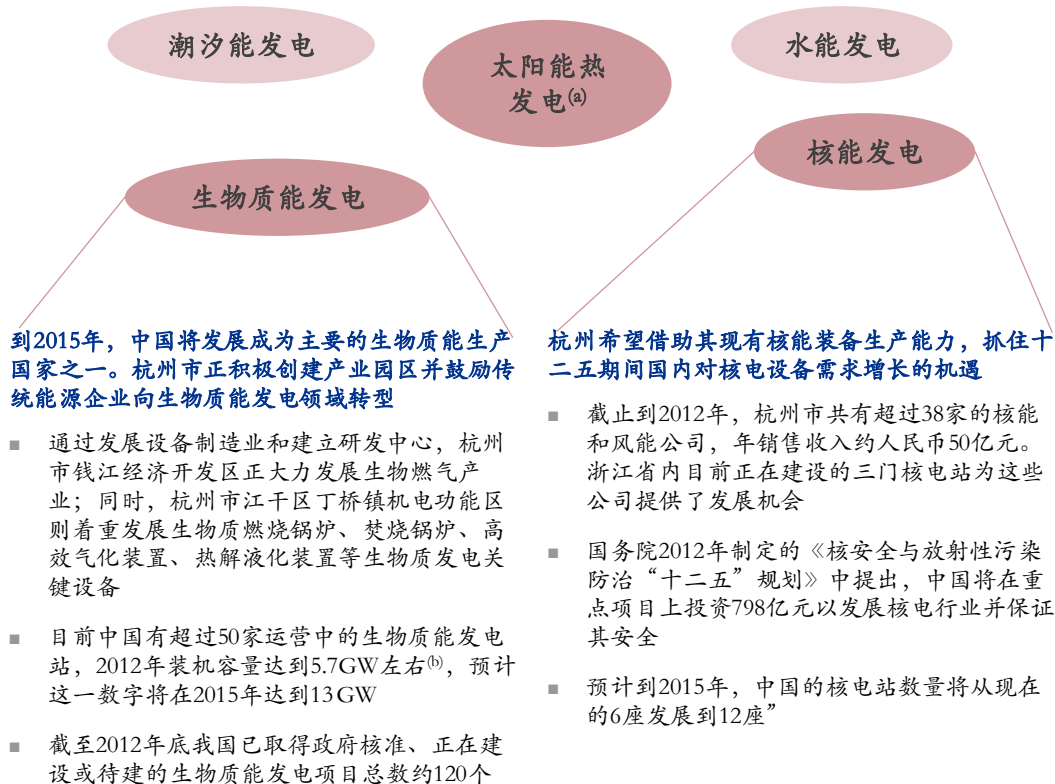 潮汐能发电
太阳能热
发电(a)
水能发电
核能发电
生物质能发电
到2015年，中国将发展成为主要的生物质能生产
国家之一。杭州市正积极创建产业园区并鼓励传
统能源企业向生物质能发电领域转型
■ 通过发展设备制造业和建立研发中心，杭州
市钱江经济开发区正大力发展生物燃气产
业；同时，杭州市江干区丁桥镇机电功能区
则着重发展生物质燃烧锅炉、焚烧锅炉、高
效气化装置、热解液化装置等生物质发电关
键设备
■ 目前中国有超过50家运营中的生物质能发电
站，2012年装机容量达到5.7GW左右(b)，预计
这一数字将在2015年达到13GW
■ 截至2012年底我国已取得政府核准、正在建
设或待建的生物质能发电项目总数约120个
杭州希望借助其现有核能装备生产能力，抓住十
二五期间国内对核电设备需求增长的机遇
■ 截止到2012年，杭州市共有超过38家的核能
和风能公司，年销售收入约人民币50亿元。
浙江省内目前正在建设的三门核电站为这些
公司提供了发展机会
■ 国务院2012年制定的《核安全与放射性污染
防治“十二五”规划》中提出，中国将在重
点项目上投资798亿元以发展核电行业并保证
其安全
■ 预计到2015年，中国的核电站数量将从现在
的6座发展到12座”